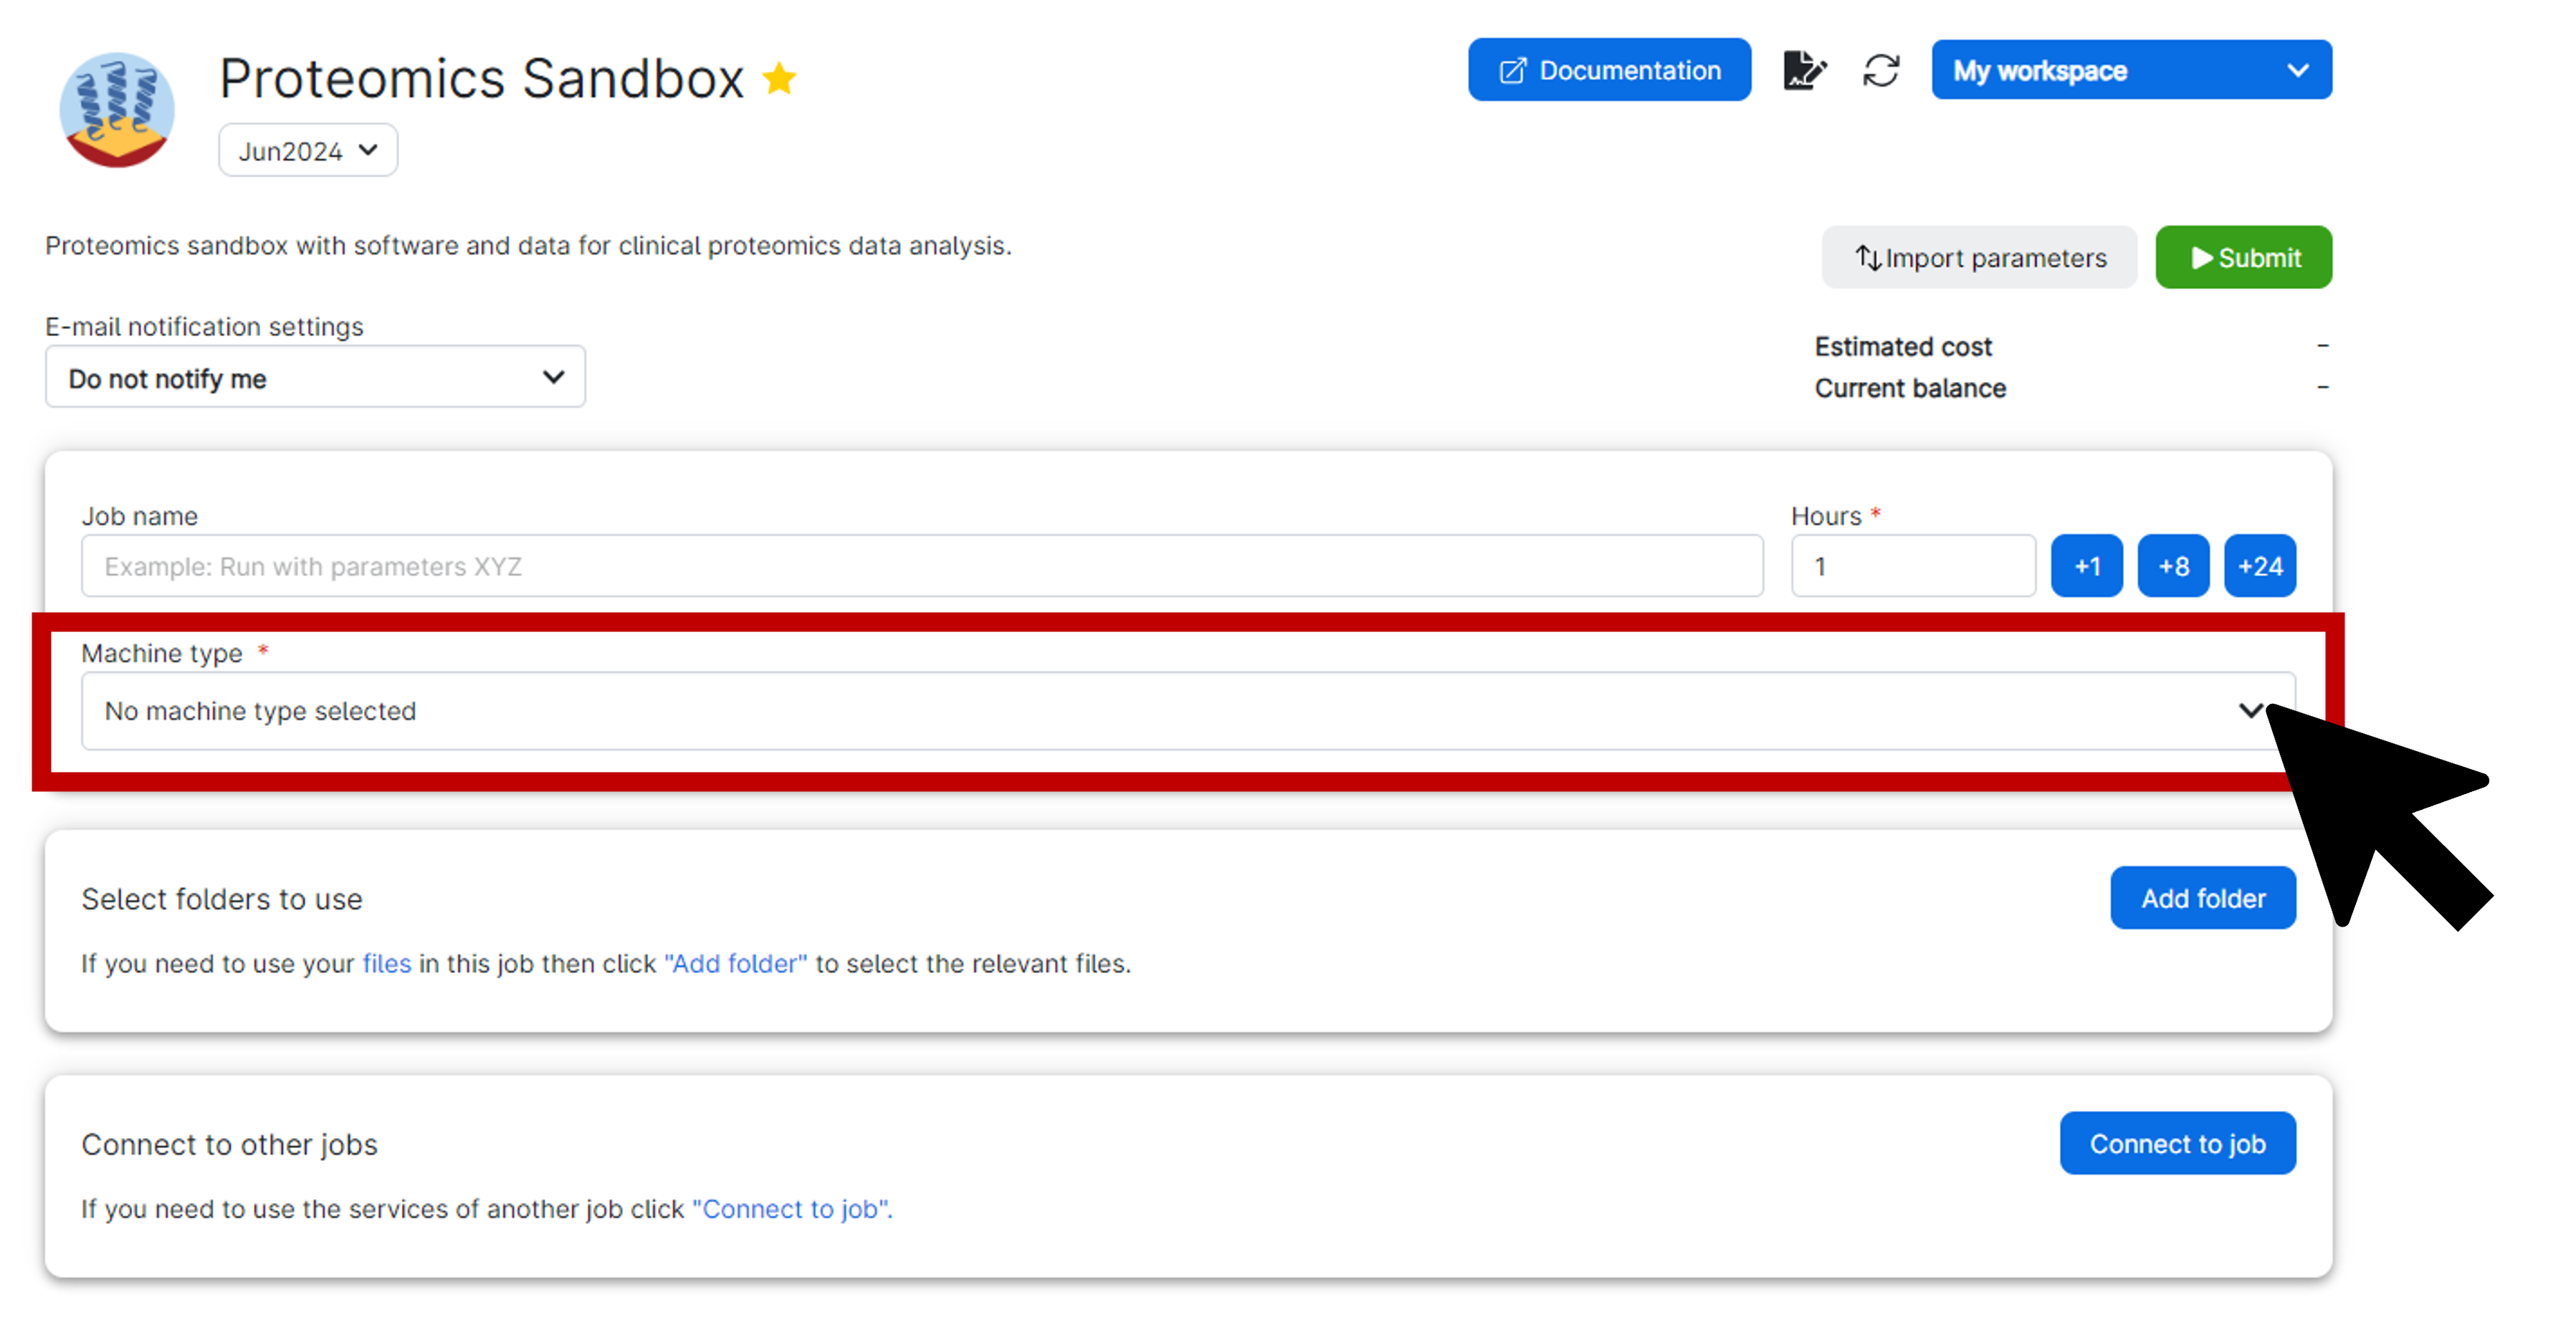 Proteomics Sandbox
Documentation
My workspace
Jun2024
Proteomics sandbox with software and data for clinical proteomics data analysis.
Import parameters
Submit
E-mail notification settings
Do not notify me
Estimated cost –
Current balance –
Job name
Hours *
Example: Run with parameters XYZ
1
+1
+8
+24
Machine type *
No machine type selected
Select folders to use
Add folder
If you need to use your files in this job then click "Add folder" to select the relevant files.
Connect to other jobs
Connect to job
If you need to use the services of another job click "Connect to job".